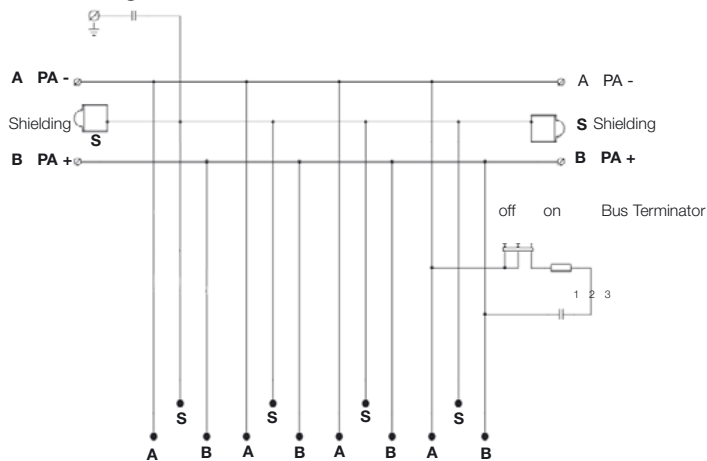 A PA - A PA -
Shielding S Shielding
S
B PA + B PA +
off on Bus Terminator
1 2 3
S S S S
A B A B A B A B